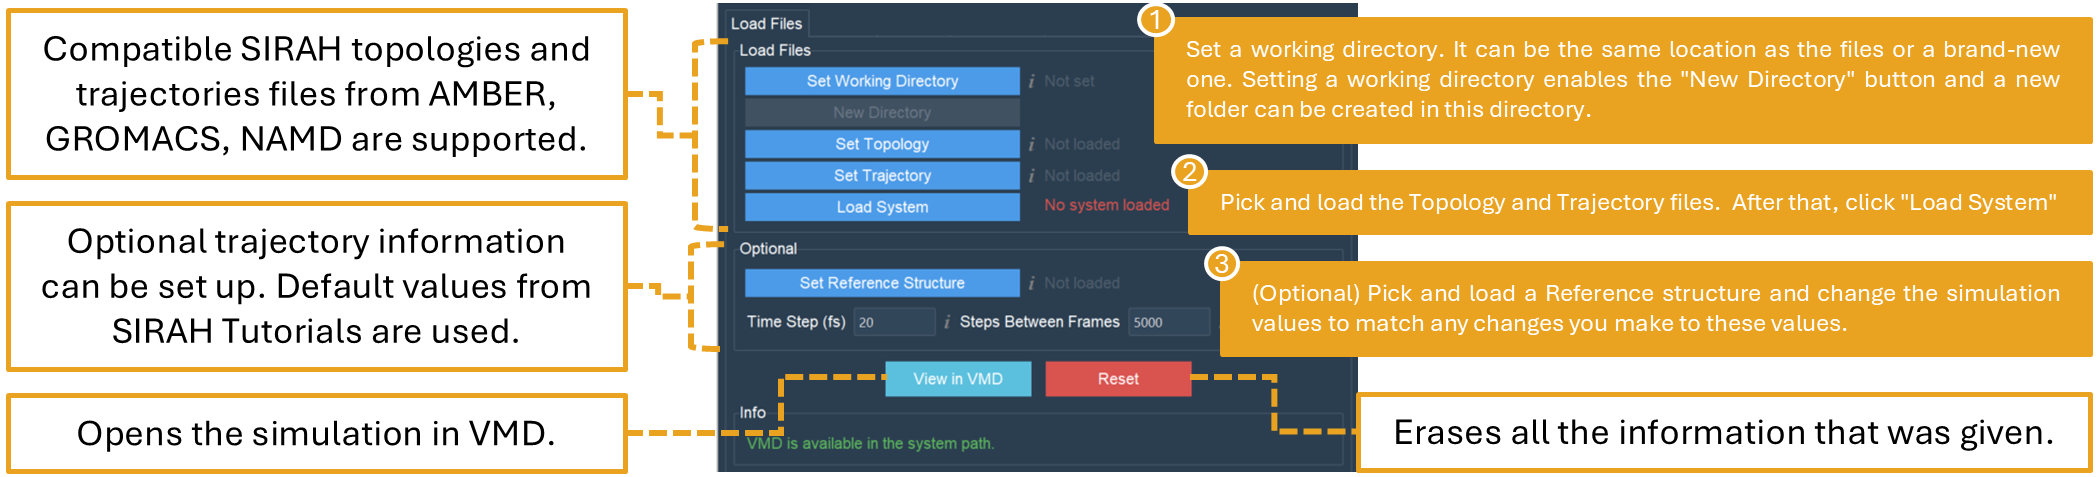 Compatible SIRAH topologies and
trajectories files from AMBER,
GROMACS, NAMD are supported.
Optional trajectory information
can be set up. Default values from
SIRAH Tutorials are used.
Opens the simulation in VMD.
Load Files
Load Files
Set Working Directory i Not set
New Directory
Set Topology i Not loaded
Set Trajectory i Not loaded
Load System No system loaded
Optional
Set Reference Structure i Not loaded
Time Step (fs) 20 i Steps Between Frames 5000
View in VMD Reset
Info
VMD is available in the system path.
1
Set a working directory. It can be the same location as the files or a brand-new
one. Setting a working directory enables the "New Directory" button and a new
folder can be created in this directory.
2
Pick and load the Topology and Trajectory files. After that, click "Load System"
3
(Optional) Pick and load a Reference structure and change the simulation
values to match any changes you make to these values.
Erases all the information that was given.